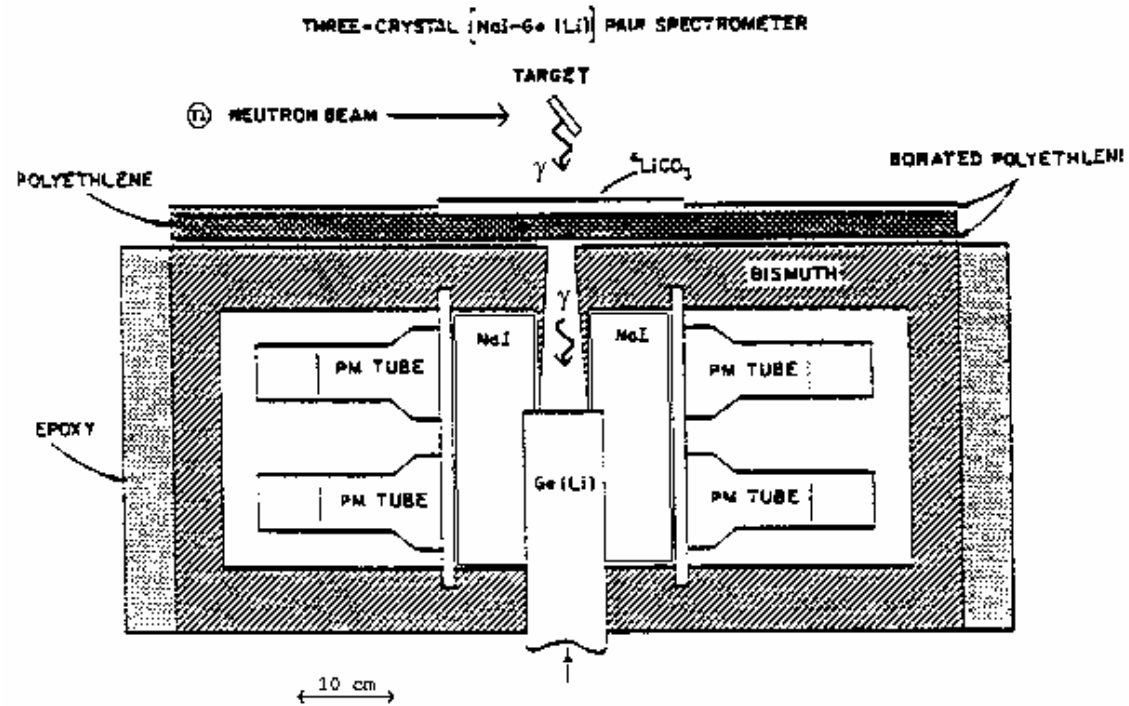 THREE-CRYSTAL [NaI-Ge (Li)] PAIR SPECTROMETER
TARGET
NEUTRON BEAM
γ
⁶LiCO₃
POLYETHLENE
BORATED POLYETHLENE
BISMUTH
γ
NaI
NaI
PM TUBE
PM TUBE
EPOXY
Ge(Li)
PM TUBE
PM TUBE
10 cm